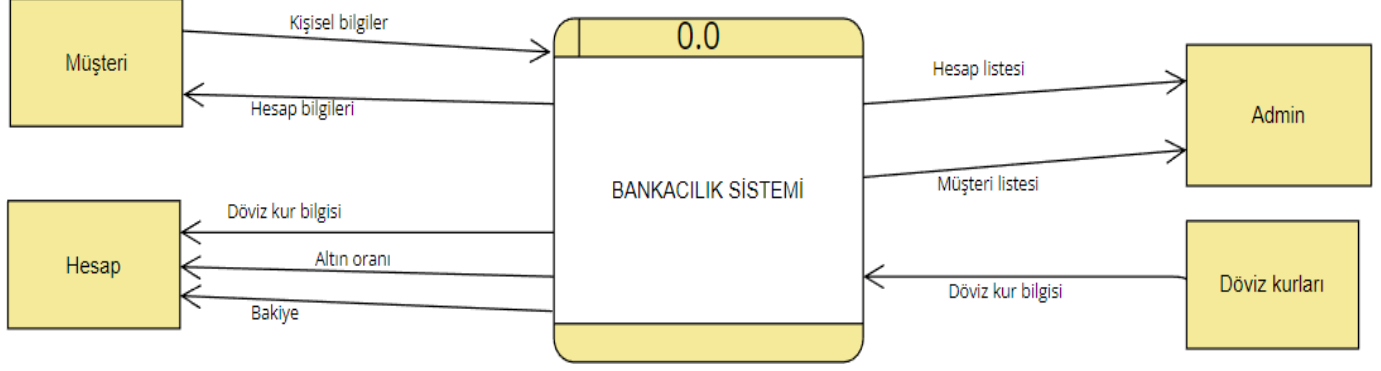 Müşteri
Kişisel bilgiler
Hesap bilgileri
0.0
BANKACILIK SİSTEMİ
Hesap listesi
Müşteri listesi
Admin
Hesap
Döviz kur bilgisi
Altın oranı
Bakiye
Döviz kur bilgisi
Döviz kurları